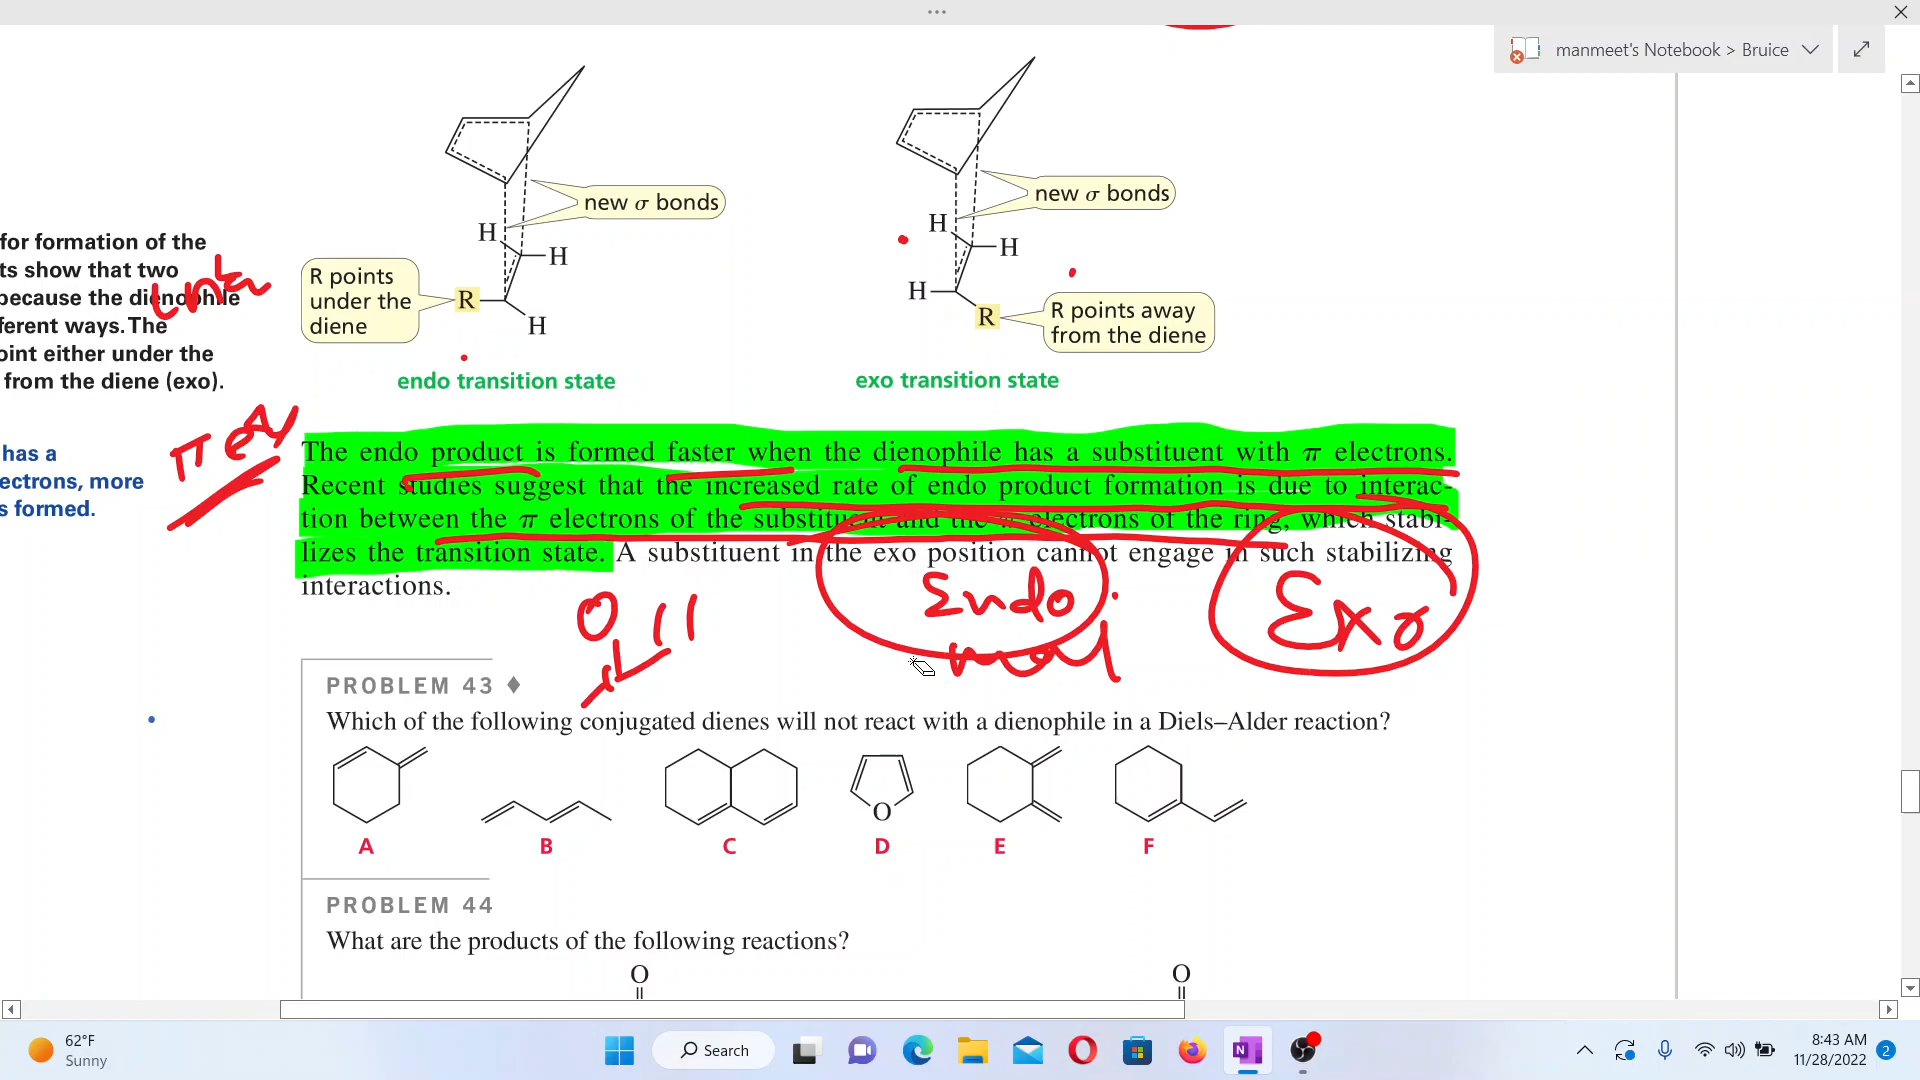 manmeet's Notebook > Bruice
new σ bonds
new σ bonds
H
H
H
H
for formation of the
ts show that two
because the dienophile
ferent ways. The
oint either under the
from the diene (exo).
R points
under the
diene
R
H
H
R
R points away
from the diene
endo transition state
exo transition state
π
has a
ectrons, more
s formed.
The endo product is formed faster when the dienophile has a substituent with π electrons.
Recent studies suggest that the increased rate of endo product formation is due to interac-
tion between the π electrons of the substituent and the π electrons of the ring, which stabi-
lizes the transition state. A substituent in the exo position cannot engage in such stabilizing
interactions.
Endo
Exo
O
PROBLEM 43 ♦
Which of the following conjugated dienes will not react with a dienophile in a Diels–Alder reaction?
O
A B C D E F
PROBLEM 44
What are the products of the following reactions?
O O
62°F
Sunny
Search
8:43 AM
11/28/2022
2